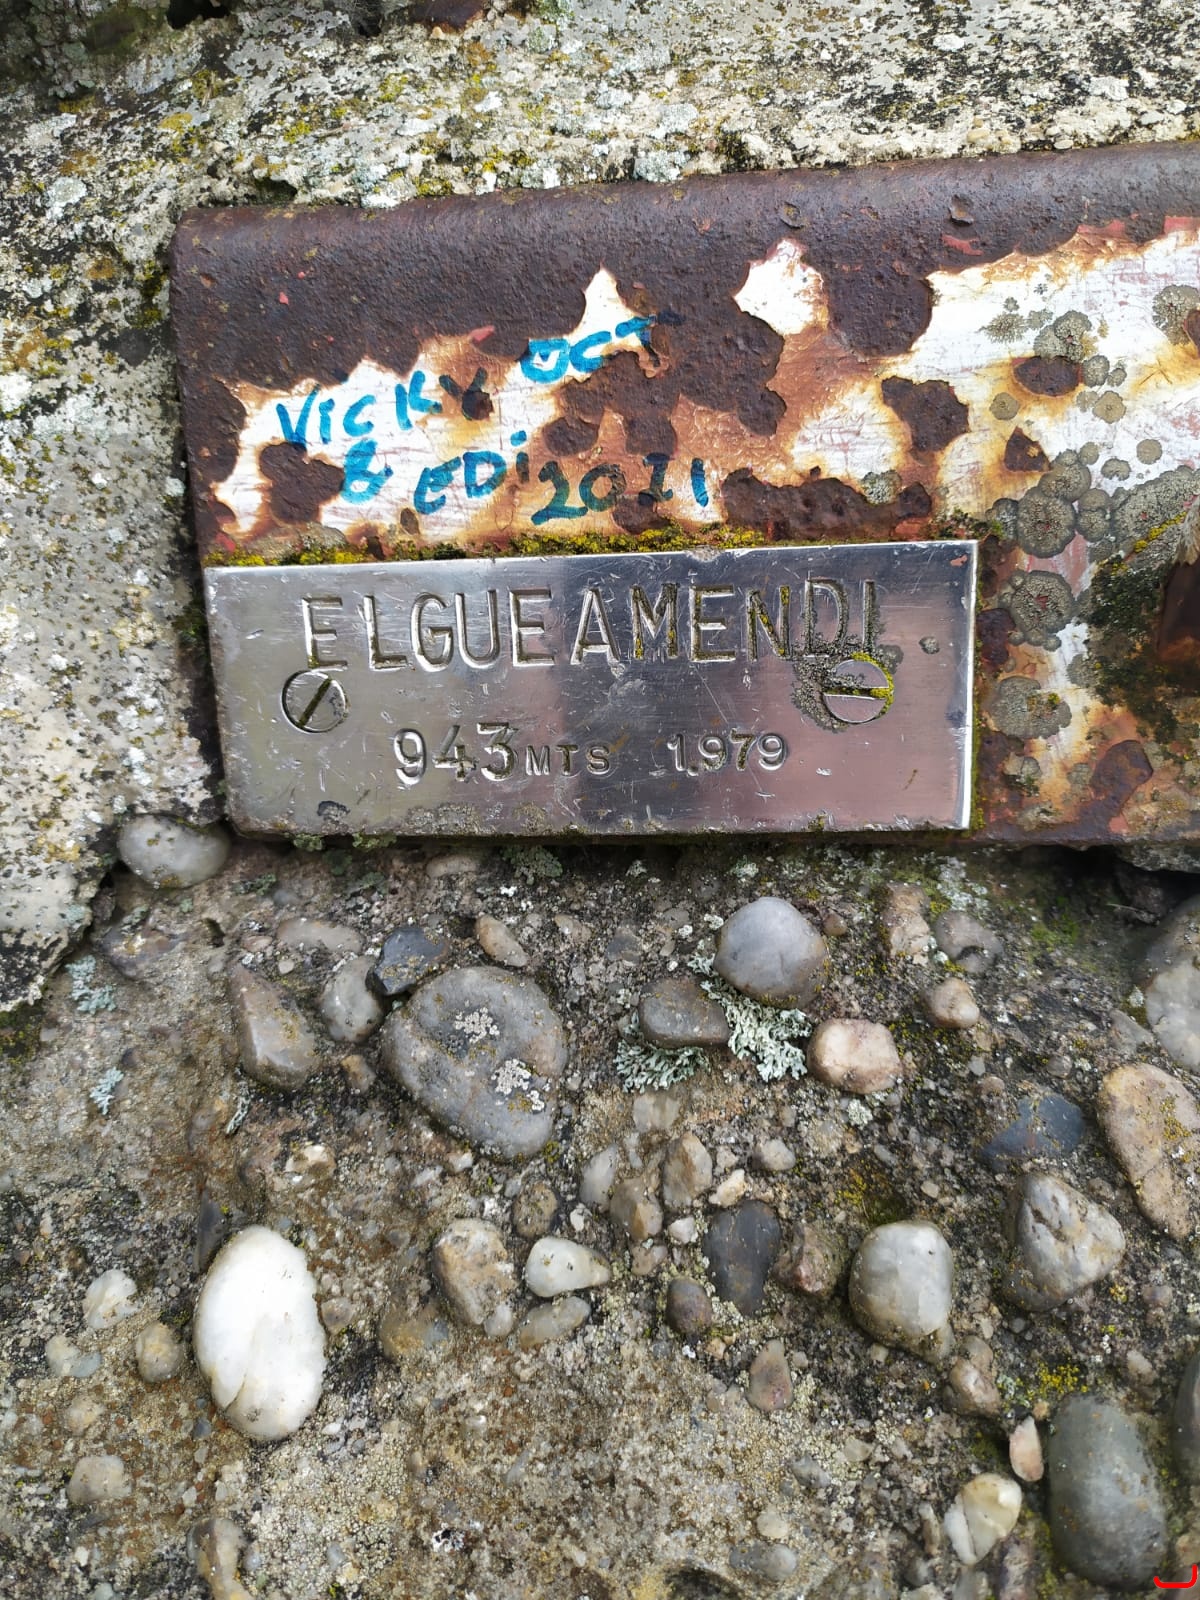 VICKY OCT
& EDi 2021
ELGUEAMENDI
943MTS 1979